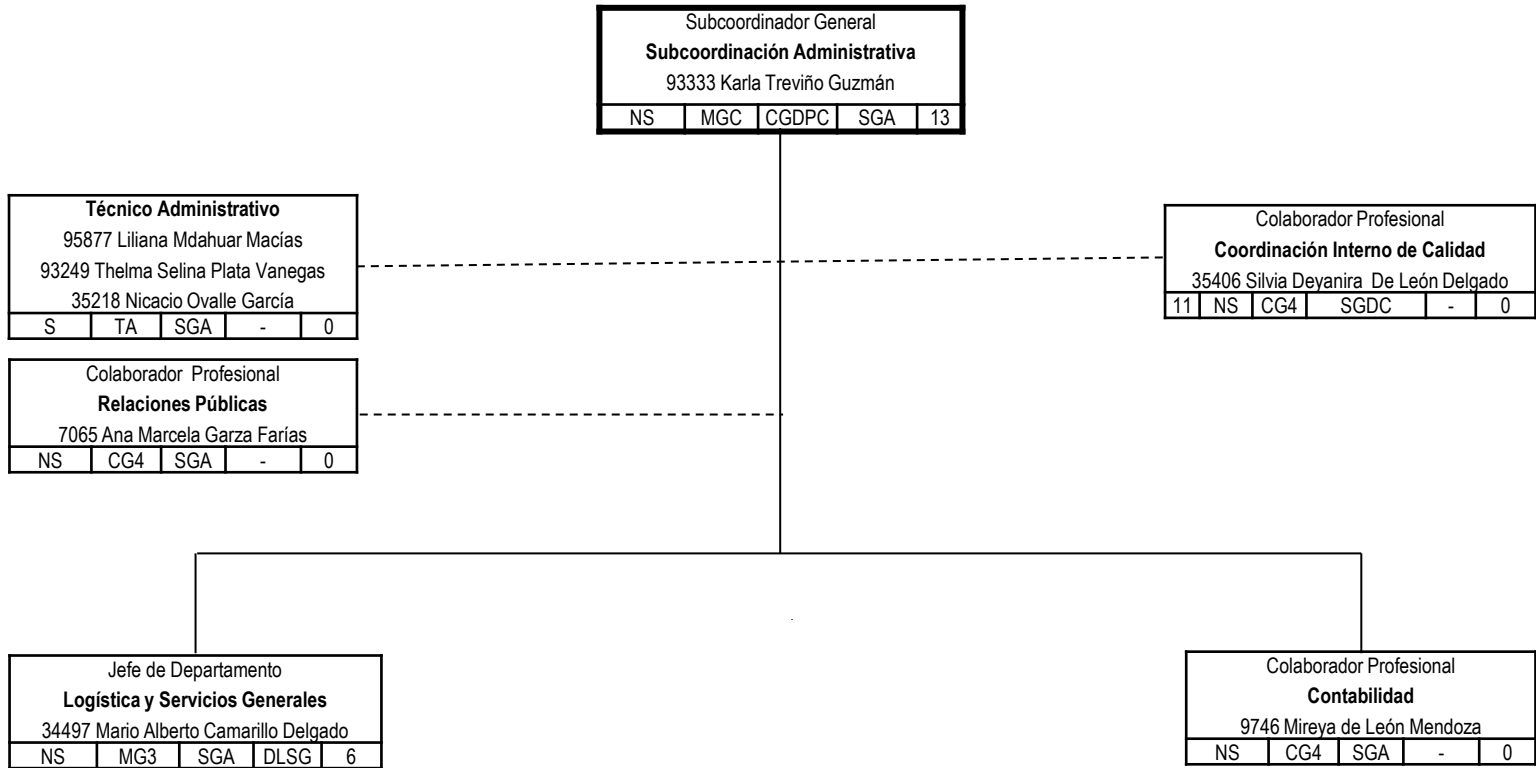 Subcoordinador General
Subcoordinación Administrativa
93333 Karla Treviño Guzmán
NS MGC CGDPC SGA 13
Técnico Administrativo
95877 Liliana Mdahuar Macías
93249 Thelma Selina Plata Vanegas
35218 Nicacio Ovalle García
S TA SGA - 0
Colaborador Profesional
Coordinación Interno de Calidad
35406 Silvia Deyanira De León Delgado
11 NS CG4 SGDC - 0
Colaborador Profesional
Relaciones Públicas
7065 Ana Marcela Garza Farías
NS CG4 SGA - 0
Jefe de Departamento
Logística y Servicios Generales
34497 Mario Alberto Camarillo Delgado
NS MG3 SGA DLSG 6
Colaborador Profesional
Contabilidad
9746 Mireya de León Mendoza
NS CG4 SGA - 0